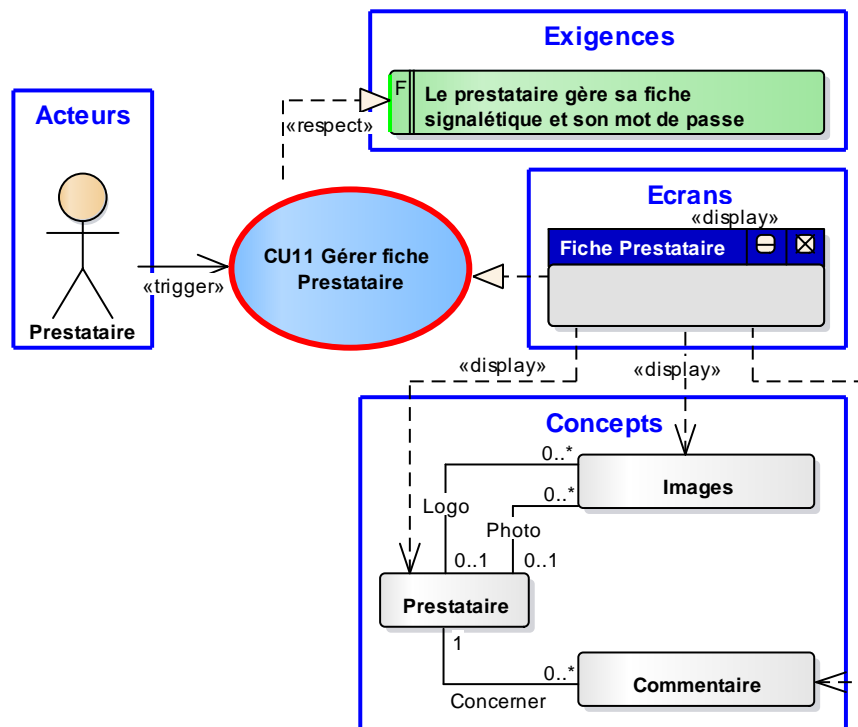 Exigences
F
Le prestataire gère sa fiche
signalétique et son mot de passe
«respect»
Acteurs
Prestataire
«trigger»
CU11 Gérer fiche
Prestataire
Ecrans
«display»
Fiche Prestataire
«display»
«display»
Concepts
0..*
Images
Logo
0..*
Photo
0..1
0..1
Prestataire
1
0..*
Concerner
Commentaire